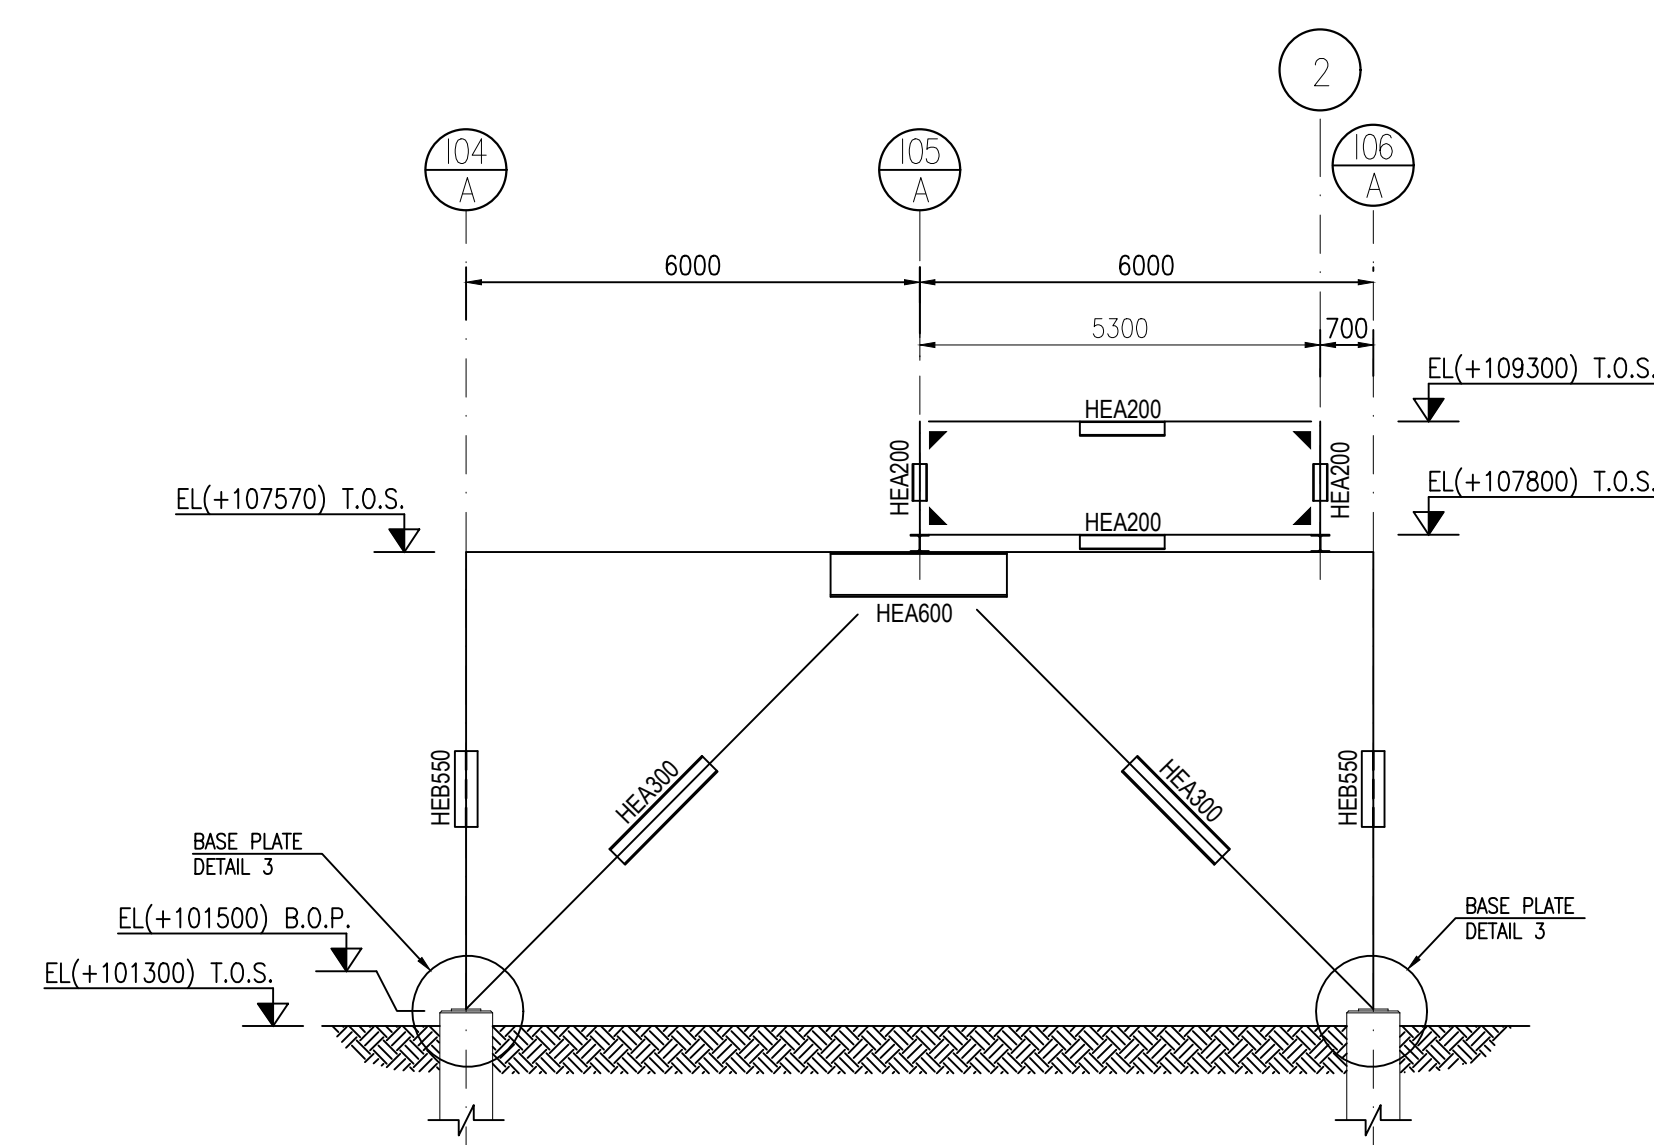 2
104
A
105
A
106
A
6000
6000
5300
700
EL(+109300) T.O.S.
HEA200
HEA200
HEA200
EL(+107800) T.O.S.
EL(+107570) T.O.S.
HEA200
HEA600
HEB550
HEA300
HEA300
HEB550
BASE PLATE
DETAIL 3
EL(+101500) B.O.P.
BASE PLATE
DETAIL 3
EL(+101300) T.O.S.